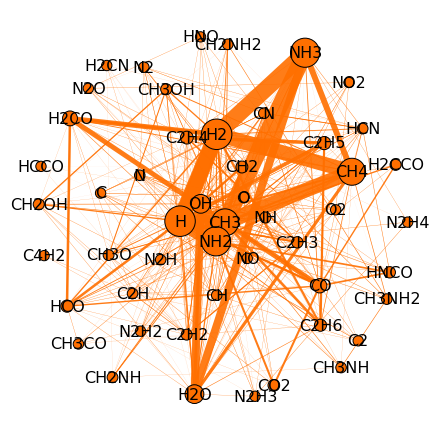 HNO
CH2NH2
NH3
H2CN
N2
NO2
N2O
CH3OH
CN
H2CO
HCN
H2
C2H4
C2H5
HCCO
CH2
CH4
H2CCO
N
C
O
CH2OH
OH
O2
NH
H
CH3
N2H4
NH2
C2H3
C4H2
CH3O
N2H
NO
HNCO
CO
C2H
CH
CH3NH2
HCO
C2H6
N2H2
C2H2
CH3CO
C2
CH3NH
CH2NH
CO2
H2O
N2H3